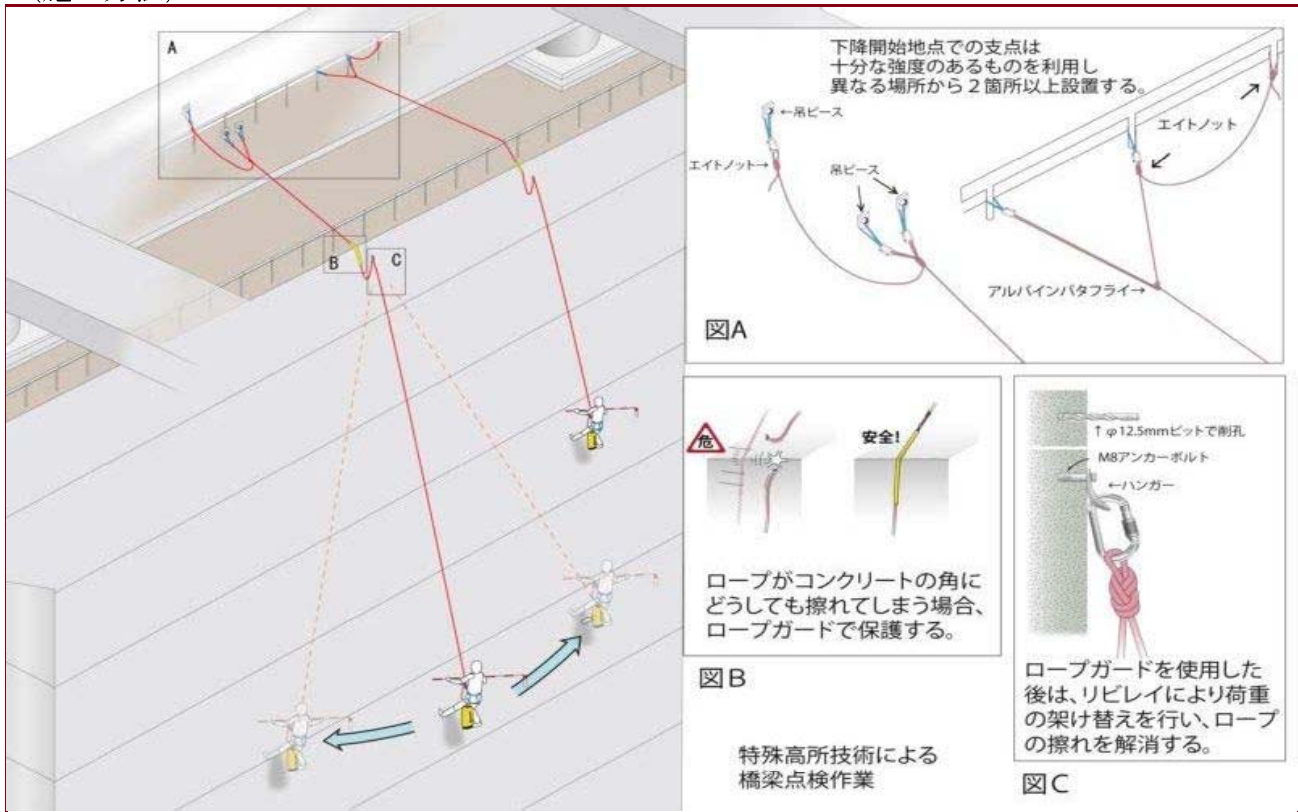 A
B
C
下降開始地点での支点は
十分な強度のあるものを利用し
異なる場所から2箇所以上設置する。
←吊ピース
エイトノット→
吊ピース
エイトノット
アルパインバタフライ→
図A
危
安全!
ロープがコンクリートの角に
どうしても擦れてしまう場合、
ロープガードで保護する。
図B
↑φ12.5mmビットで削孔
M8アンカーボルト
←ハンガー
ロープガードを使用した
後は、リビレイにより荷重
の架け替えを行い、ロープ
の擦れを解消する。
図C
特殊高所技術による
橋梁点検作業